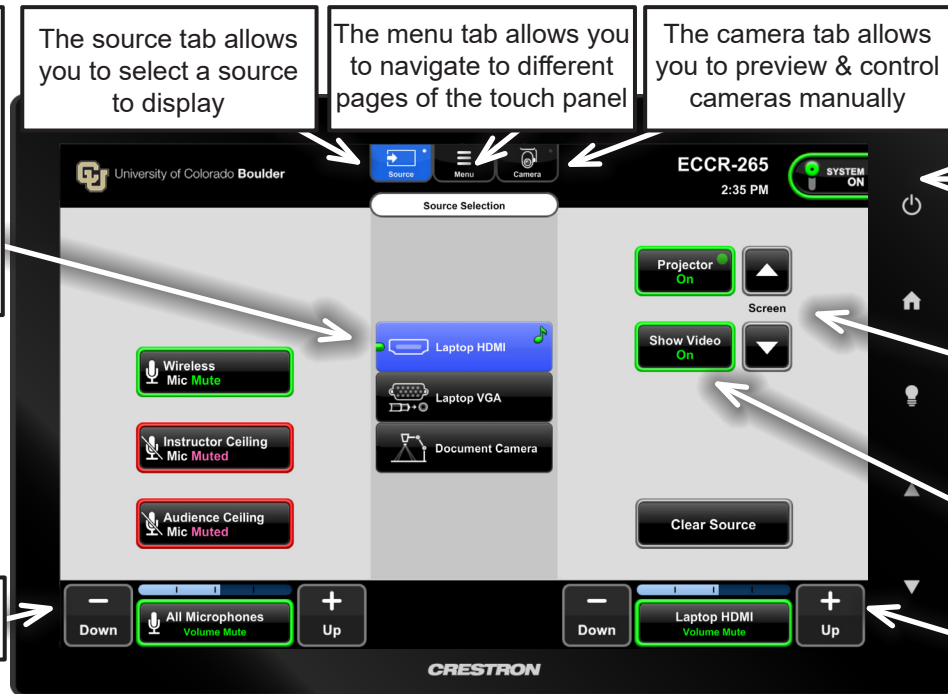 The source tab allows
you to select a source
to display
The menu tab allows you
to navigate to different
pages of the touch panel
The camera tab allows
you to preview & control
cameras manually
CU
University of Colorado Boulder
Source
Menu
Camera
ECCR-265
2:35 PM
SYSTEM
ON
Source Selection
Projector
On
Screen
Show Video
On
Laptop HDMI
Laptop VGA
Document Camera
Wireless
Mic Mute
Instructor Ceiling
Mic Muted
Audience Ceiling
Mic Muted
Clear Source
Down
All Microphones
Volume Mute
Up
Down
Laptop HDMI
Volume Mute
Up
CRESTRON